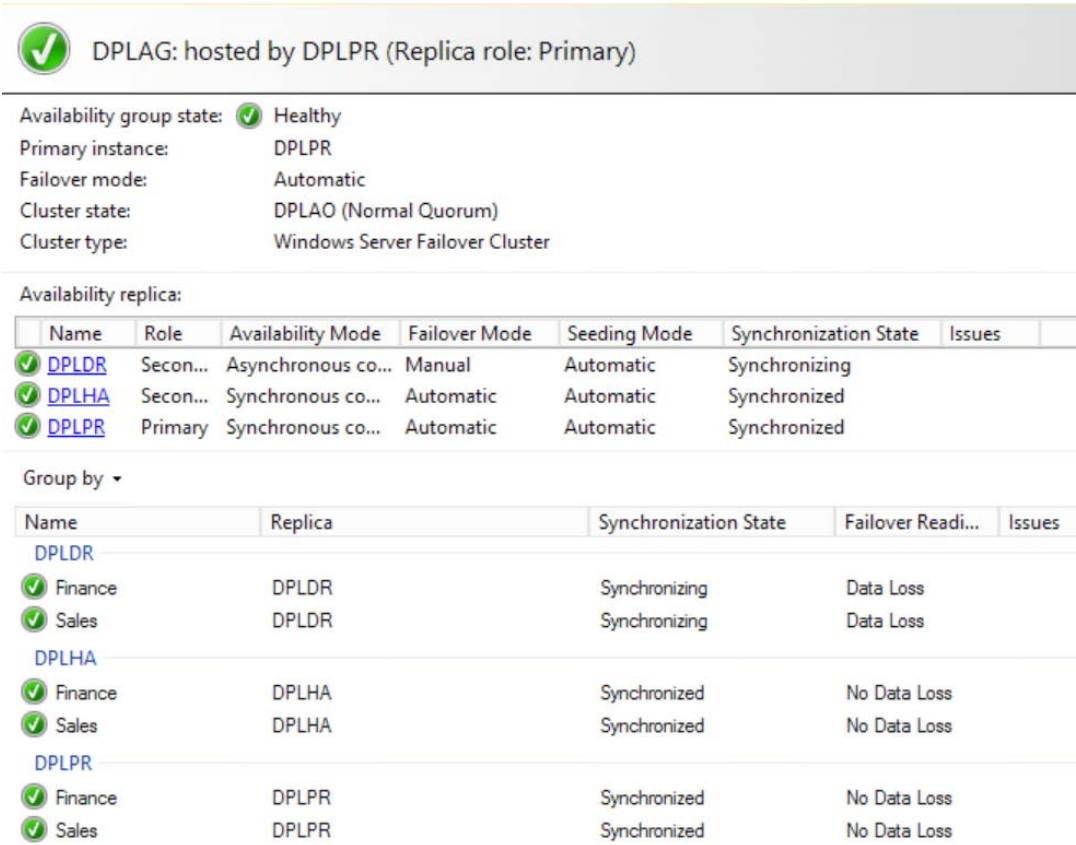 DPLAG: hosted by DPLPR (Replica role: Primary)
Availability group state: Healthy
Primary instance: DPLPR
Failover mode: Automatic
Cluster state: DPLAO (Normal Quorum)
Cluster type: Windows Server Failover Cluster
Availability replica:
Name Role Availability Mode Failover Mode Seeding Mode Synchronization State Issues
DPLDR Secon... Asynchronous co... Manual Automatic Synchronizing
DPLHA Secon... Synchronous co... Automatic Automatic Synchronized
DPLPR Primary Synchronous co... Automatic Automatic Synchronized
Group by
Name Replica Synchronization State Failover Readi... Issues
DPLDR
Finance DPLDR Synchronizing Data Loss
Sales DPLDR Synchronizing Data Loss
DPLHA
Finance DPLHA Synchronized No Data Loss
Sales DPLHA Synchronized No Data Loss
DPLPR
Finance DPLPR Synchronized No Data Loss
Sales DPLPR Synchronized No Data Loss